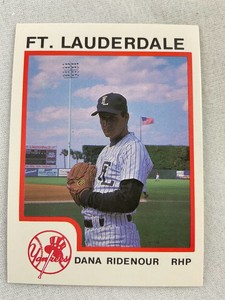 FT. LAUDERDALE
Yankees
DANA RIDENOUR RHP